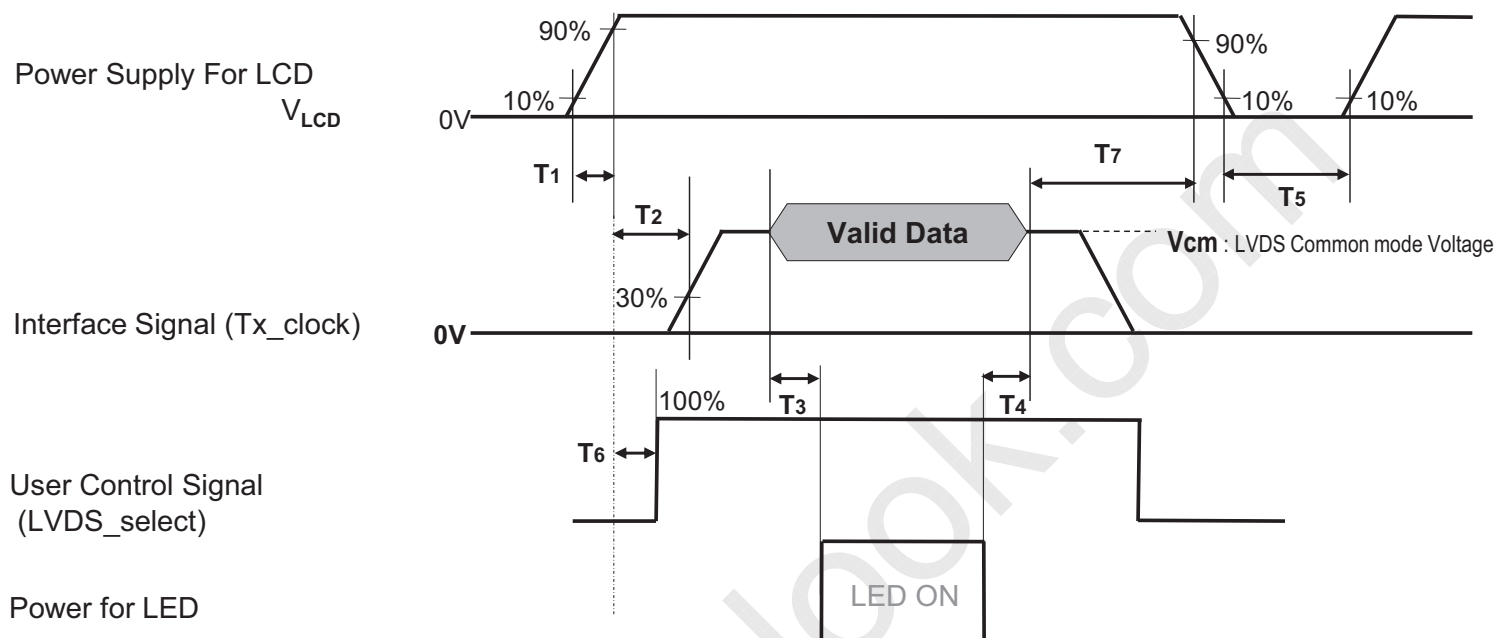 90%
90%
Power Supply For LCD
VLCD
10%
10%
10%
0V
T1
T7
T5
T2
Valid Data
Vcm : LVDS Common mode Voltage
30%
Interface Signal (Tx_clock)
0V
100%
T3
T4
T6
User Control Signal
(LVDS_select)
LED ON
Power for LED
look.com